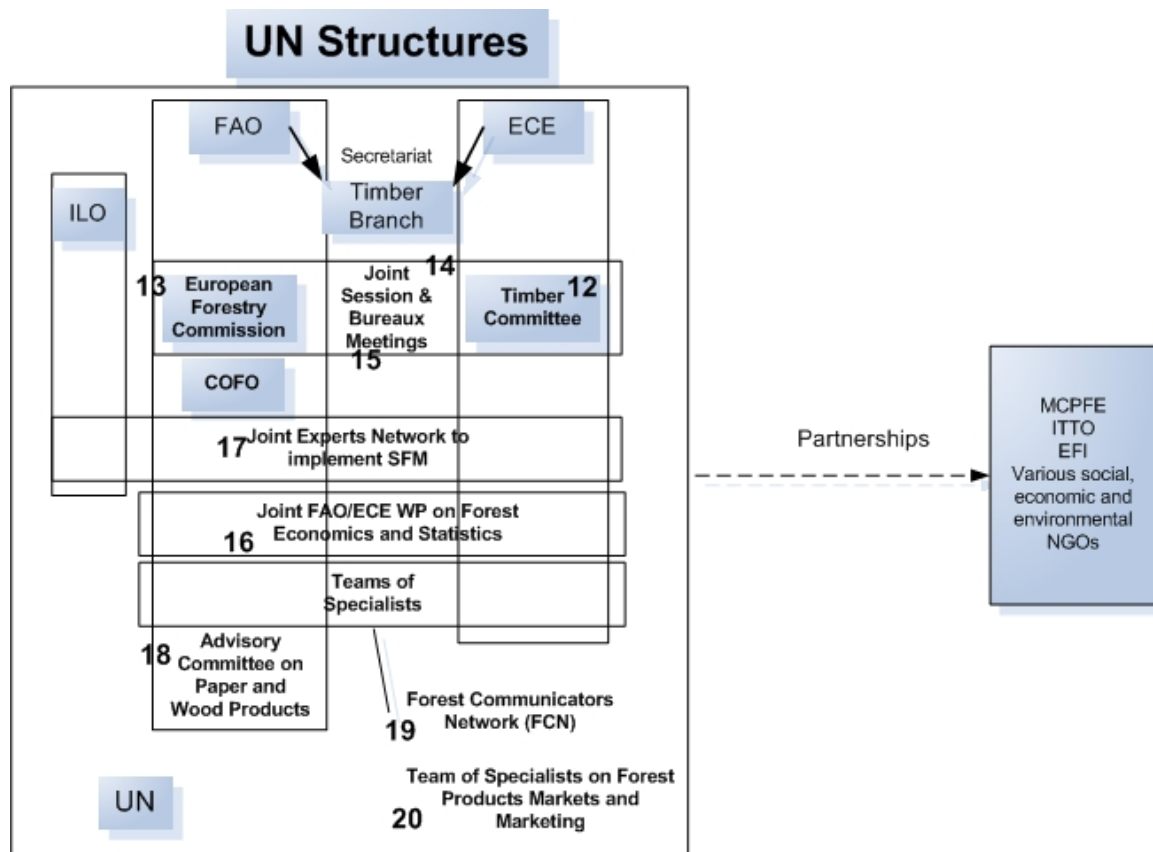 UN Structures
FAO
ECE
Secretariat
Timber
Branch
ILO
13
European
Forestry
Commission
14
Joint
Session &
Bureaux
Meetings
15
12
Timber
Committee
COFO
17
Joint Experts Network to
implement SFM
Joint FAO/ECE WP on Forest
Economics and Statistics
16
Teams of
Specialists
18
Advisory
Committee on
Paper and
Wood Products
Forest Communicators
Network (FCN)
19
Team of Specialists on Forest
Products Markets and
Marketing
20
UN
Partnerships
MCPFE
ITTO
EFI
Various social,
economic and
environmental
NGOs